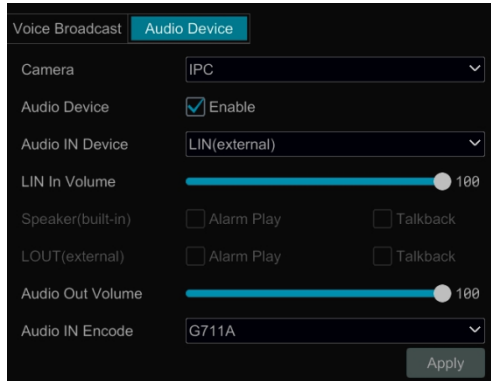 Voice Broadcast Audio Device
Camera IPC
Audio Device Enable
Audio IN Device LIN(external)
LIN In Volume 100
Speaker(built-in) Alarm Play Talkback
LOUT(external) Alarm Play Talkback
Audio Out Volume 100
Audio IN Encode G711A
Apply